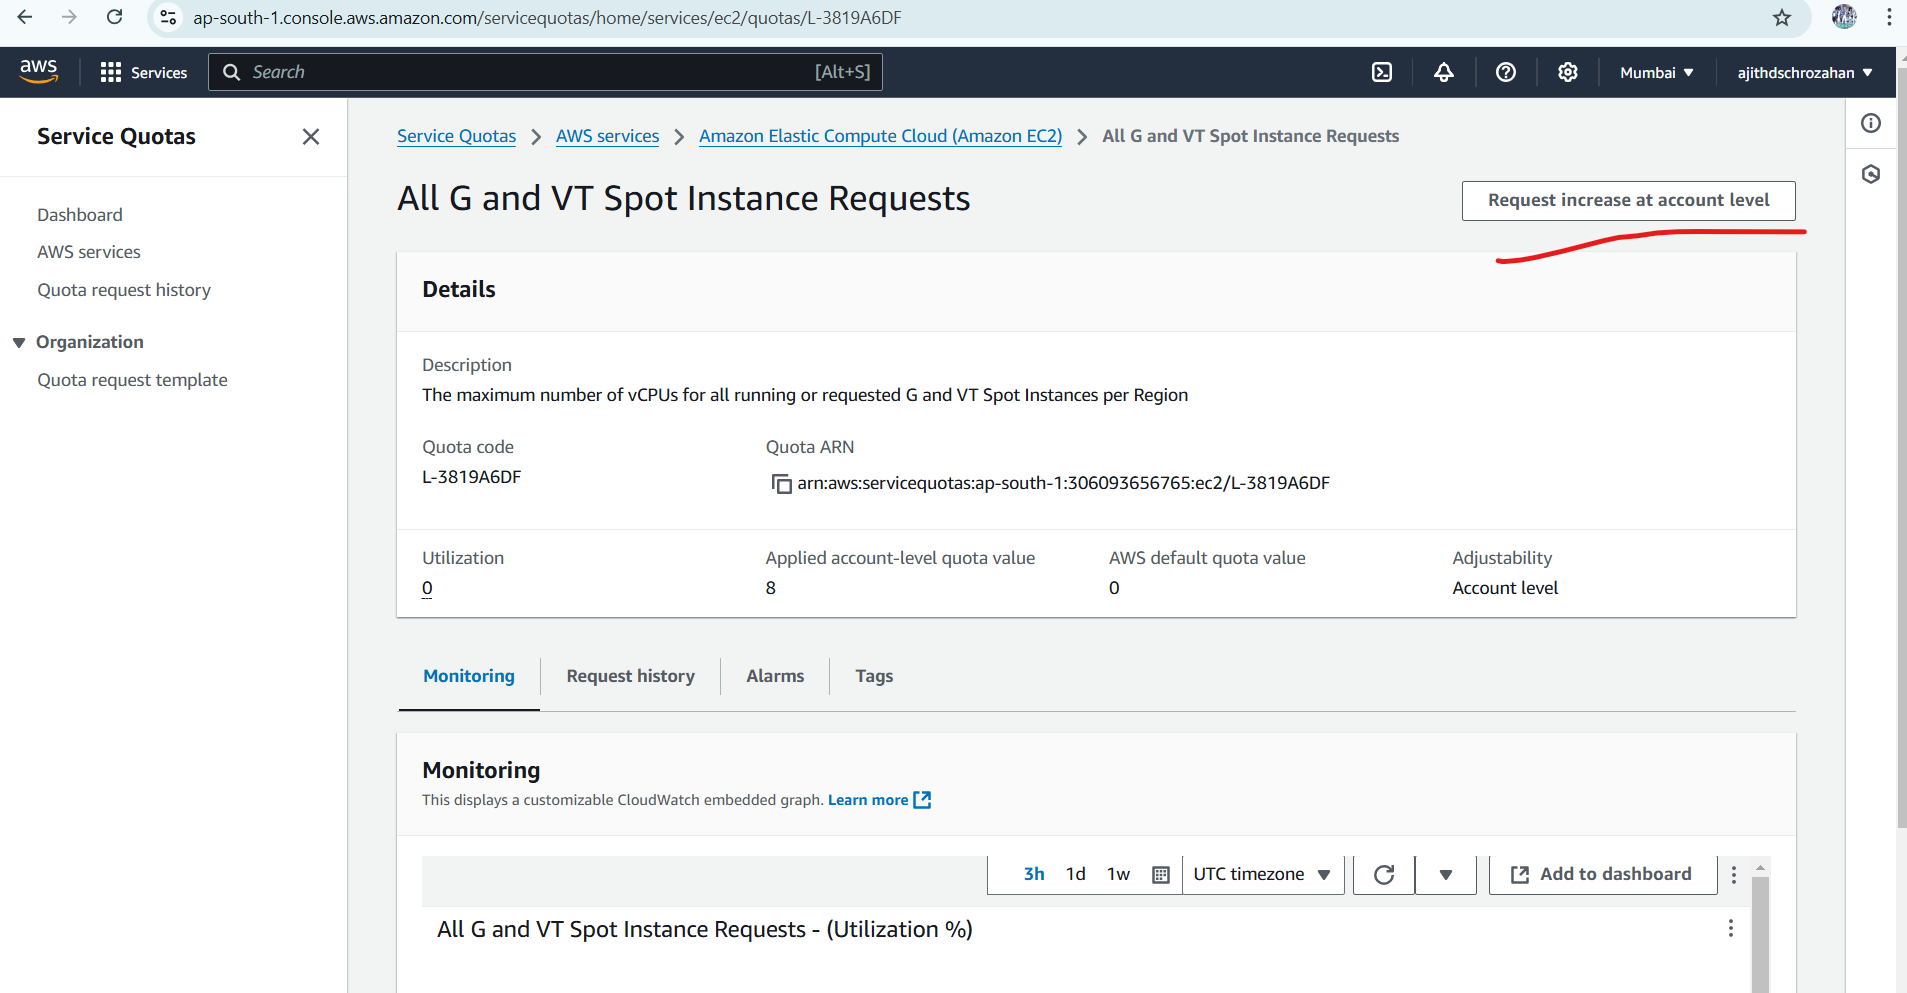 ap-south-1.console.aws.amazon.com/servicequotas/home/services/ec2/quotas/L-3819A6DF
aws
Services
Search
[Alt+S]
Mumbai
ajithdschrozahan
Service Quotas
Dashboard
AWS services
Quota request history
Organization
Quota request template
Service Quotas > AWS services > Amazon Elastic Compute Cloud (Amazon EC2) > All G and VT Spot Instance Requests
All G and VT Spot Instance Requests
Request increase at account level
Details
Description
The maximum number of vCPUs for all running or requested G and VT Spot Instances per Region
Quota code
L-3819A6DF
Quota ARN
arn:aws:servicequotas:ap-south-1:306093656765:ec2/L-3819A6DF
Utilization
0
Applied account-level quota value
8
AWS default quota value
0
Adjustability
Account level
Monitoring
Request history
Alarms
Tags
Monitoring
This displays a customizable CloudWatch embedded graph. Learn more
3h 1d 1w
UTC timezone
Add to dashboard
All G and VT Spot Instance Requests - (Utilization %)